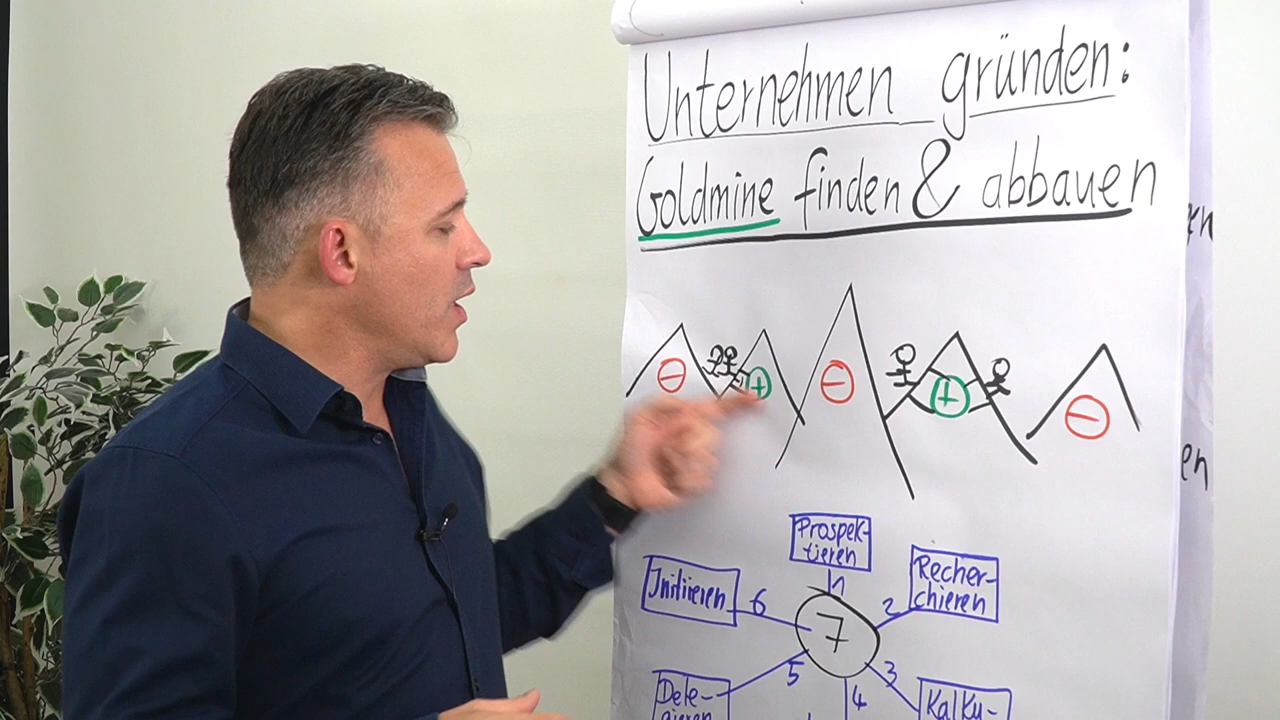 Unternehmen gründen:
Goldmine finden & abbauen
−
+
−
+
−
Prospek-
tieren
Recher-
chieren
Initiieren
1
2
6
7
5
3
4
Dele-
gieren
Kalku-
en